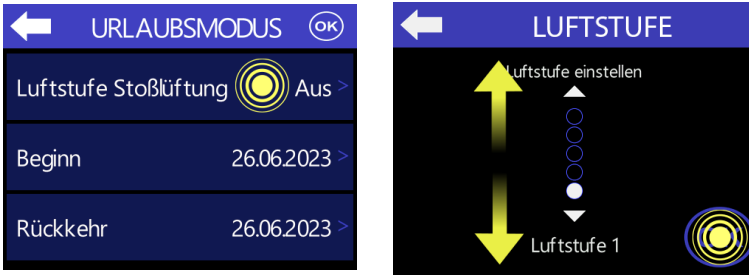 URLAUBSMODUS OK
Luftstufe Stoßlüftung Aus >
Beginn 26.06.2023 >
Rückkehr 26.06.2023 >
LUFTSTUFE
Luftstufe einstellen
Luftstufe 1